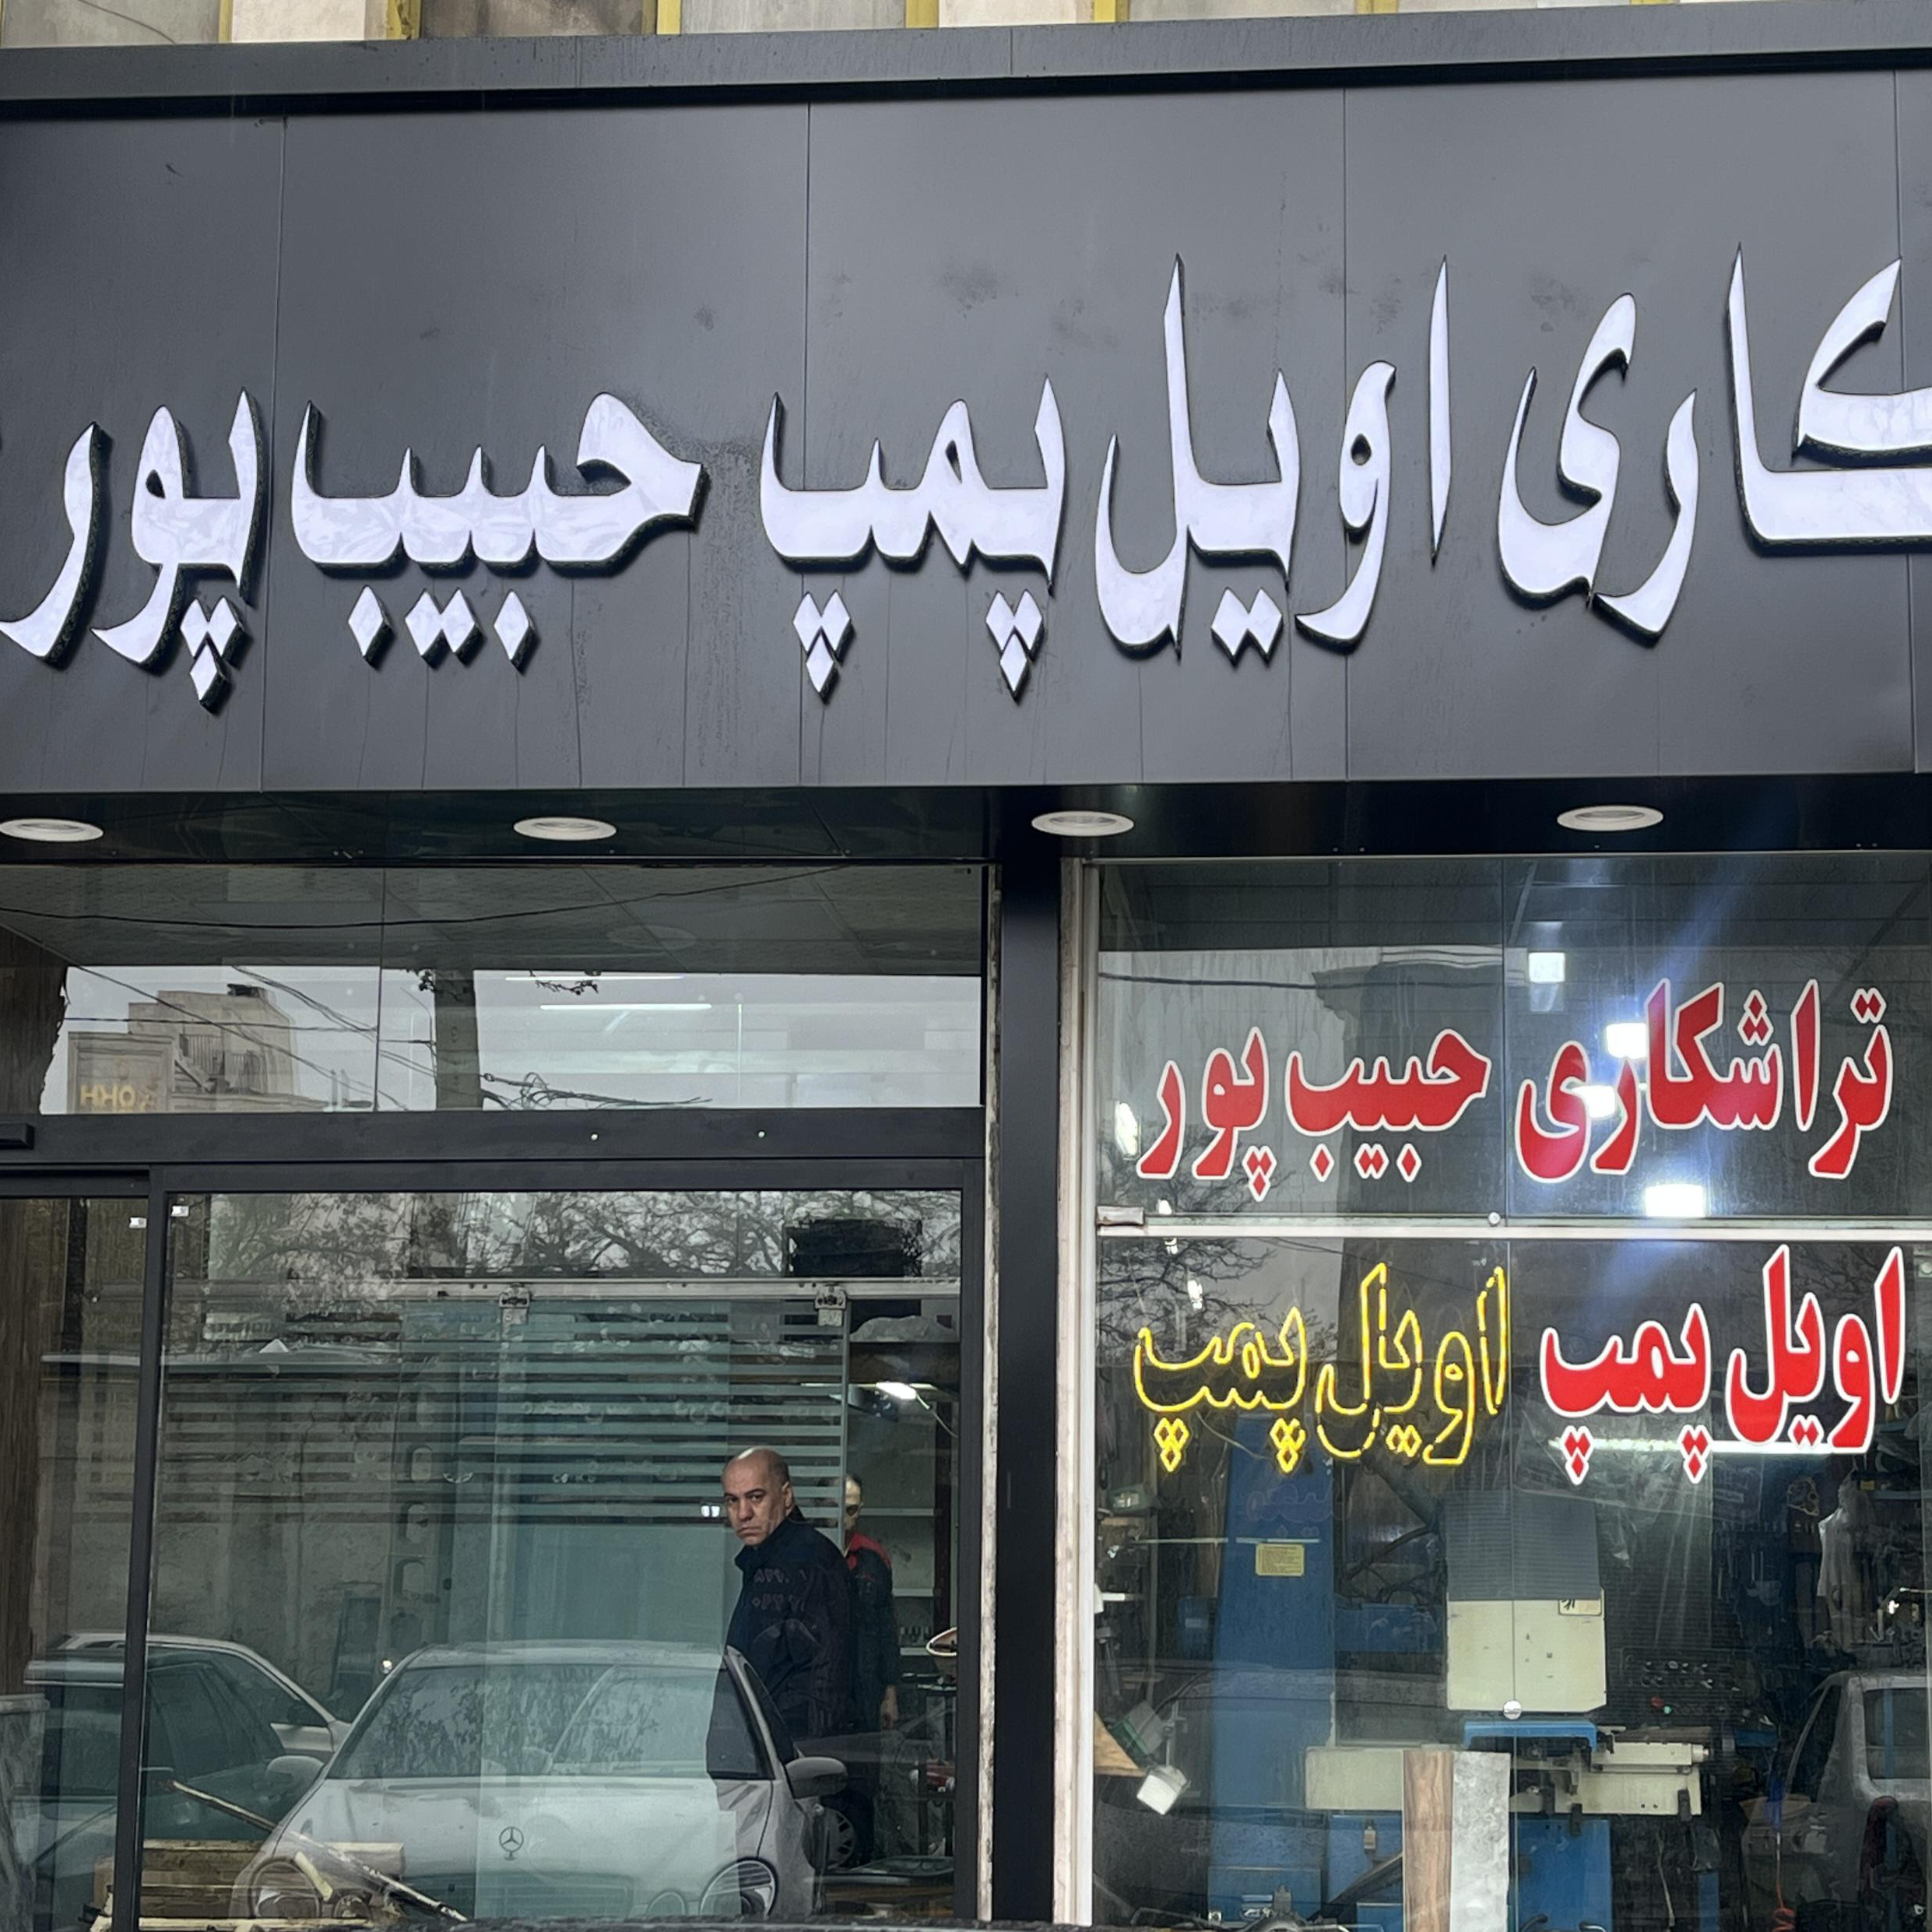 کاری اویل پمپ حبیب پور
تراشکاری حبیب پور
اویل پمپ اویل پمپ